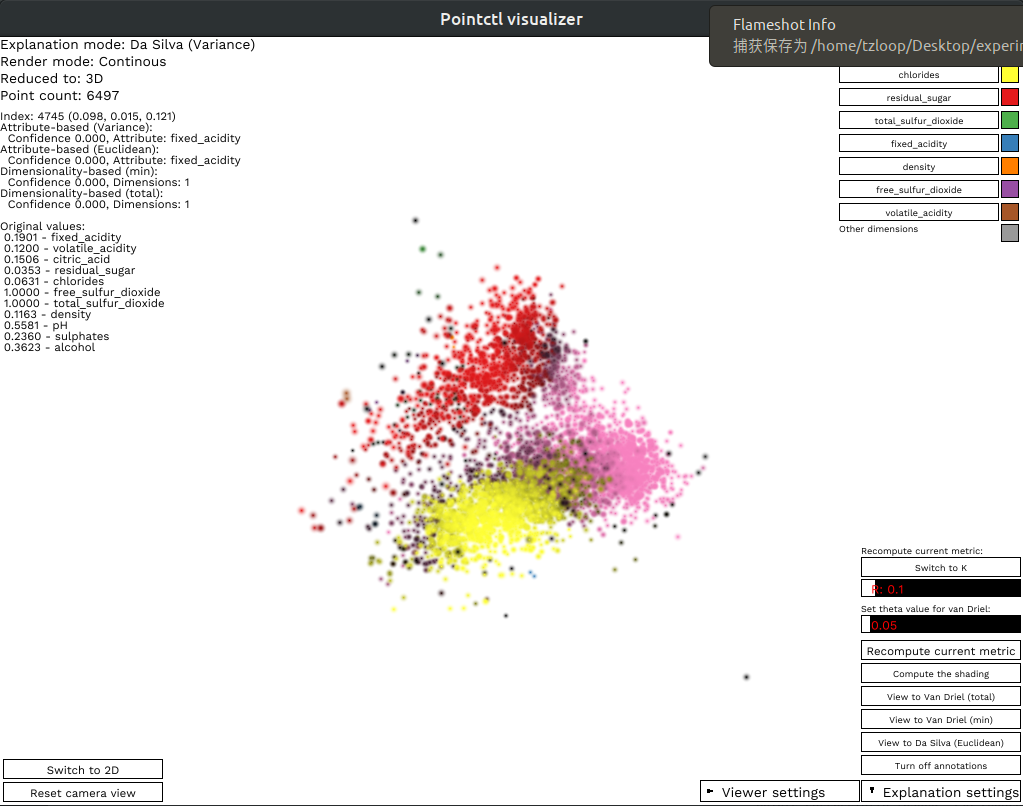 Pointctl visualizer
Flameshot Info
捕获保存为 /home/tzloop/Desktop/experim
Explanation mode: Da Silva (Variance)
Render mode: Continous
Reduced to: 3D
Point count: 6497
Index: 4745 (0.098, 0.015, 0.121)
Attribute-based (Variance):
Confidence 0.000, Attribute: fixed_acidity
Attribute-based (Euclidean):
Confidence 0.000, Attribute: fixed_acidity
Dimensionality-based (min):
Confidence 0.000, Dimensions: 1
Dimensionality-based (total):
Confidence 0.000, Dimensions: 1
Original values:
0.1901 - fixed_acidity
0.1200 - volatile_acidity
0.1506 - citric_acid
0.0353 - residual_sugar
0.0631 - chlorides
1.0000 - free_sulfur_dioxide
1.0000 - total_sulfur_dioxide
0.1163 - density
0.5581 - pH
0.2360 - sulphates
0.3623 - alcohol
chlorides
residual_sugar
total_sulfur_dioxide
fixed_acidity
density
free_sulfur_dioxide
volatile_acidity
Other dimensions
Recompute current metric:
Switch to K
R: 0.1
Set theta value for van Driel:
0.05
Recompute current metric
Compute the shading
View to Van Driel (total)
View to Van Driel (min)
View to Da Silva (Euclidean)
Turn off annotations
Switch to 2D
Reset camera view
Viewer settings
Explanation settings